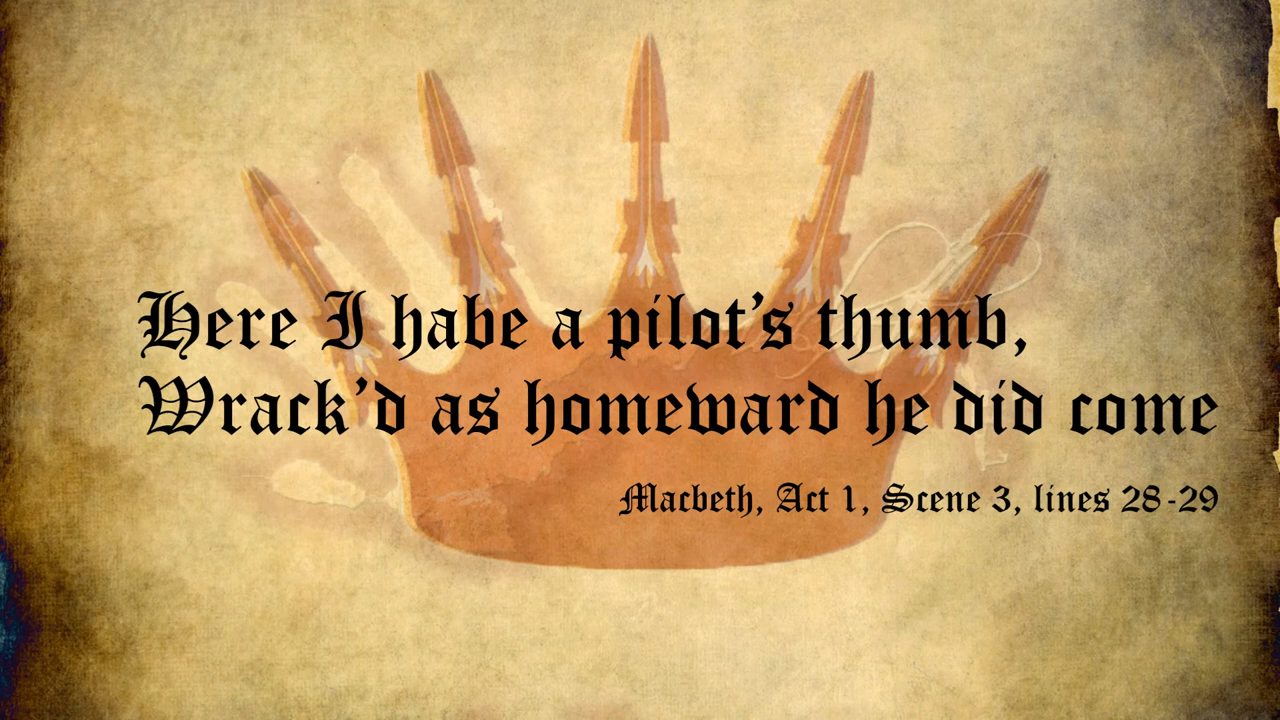 Here I have a pilot's thumb,
Wrack'd as homeward he did come
Macbeth, Act 1, Scene 3, lines 28-29